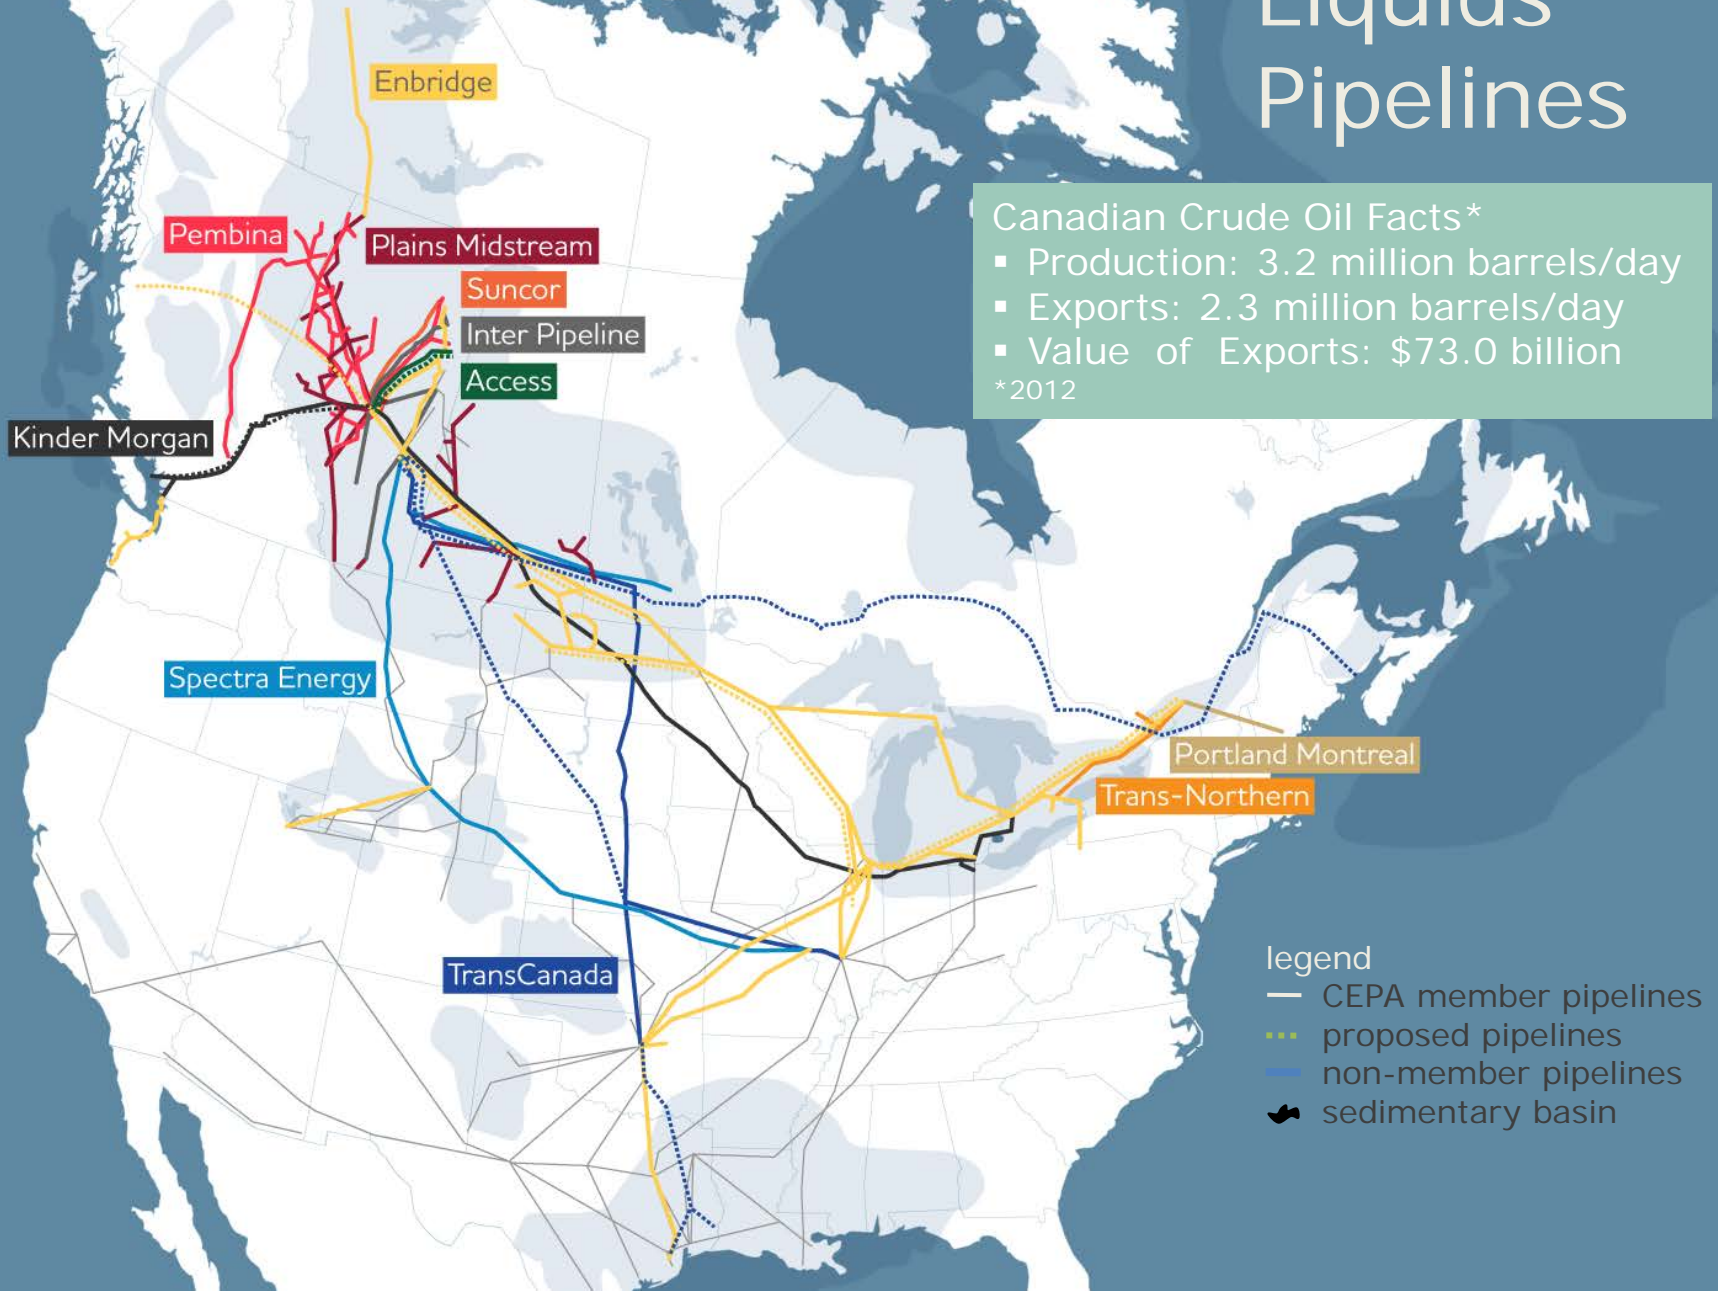 Liquids
Pipelines
Enbridge
Canadian Crude Oil Facts*
▪ Production: 3.2 million barrels/day
▪ Exports: 2.3 million barrels/day
▪ Value of Exports: $73.0 billion
*2012
Pembina
Plains Midstream
Suncor
Inter Pipeline
Access
Kinder Morgan
Spectra Energy
Portland Montreal
Trans-Northern
TransCanada
legend
CEPA member pipelines
proposed pipelines
non-member pipelines
sedimentary basin